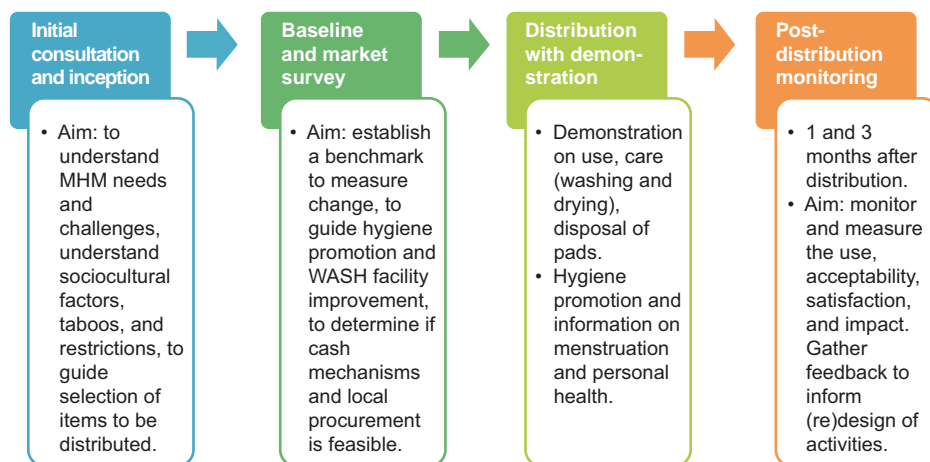 Initial
consultation
and inception
• Aim: to
understand
MHM needs
and
challenges,
understand
sociocultural
factors,
taboos, and
restrictions, to
guide
selection of
items to be
distributed.
Baseline
and market
survey
• Aim: establish
a benchmark
to measure
change, to
guide hygiene
promotion and
WASH facility
improvement,
to determine if
cash
mechanisms
and local
procurement
is feasible.
Distribution
with demon-
stration
• Demonstration
on use, care
(washing and
drying),
disposal of
pads.
• Hygiene
promotion and
information on
menstruation
and personal
health.
Post-
distribution
monitoring
• 1 and 3
months after
distribution.
• Aim: monitor
and measure
the use,
acceptability,
satisfaction,
and impact.
Gather
feedback to
inform
(re)design of
activities.